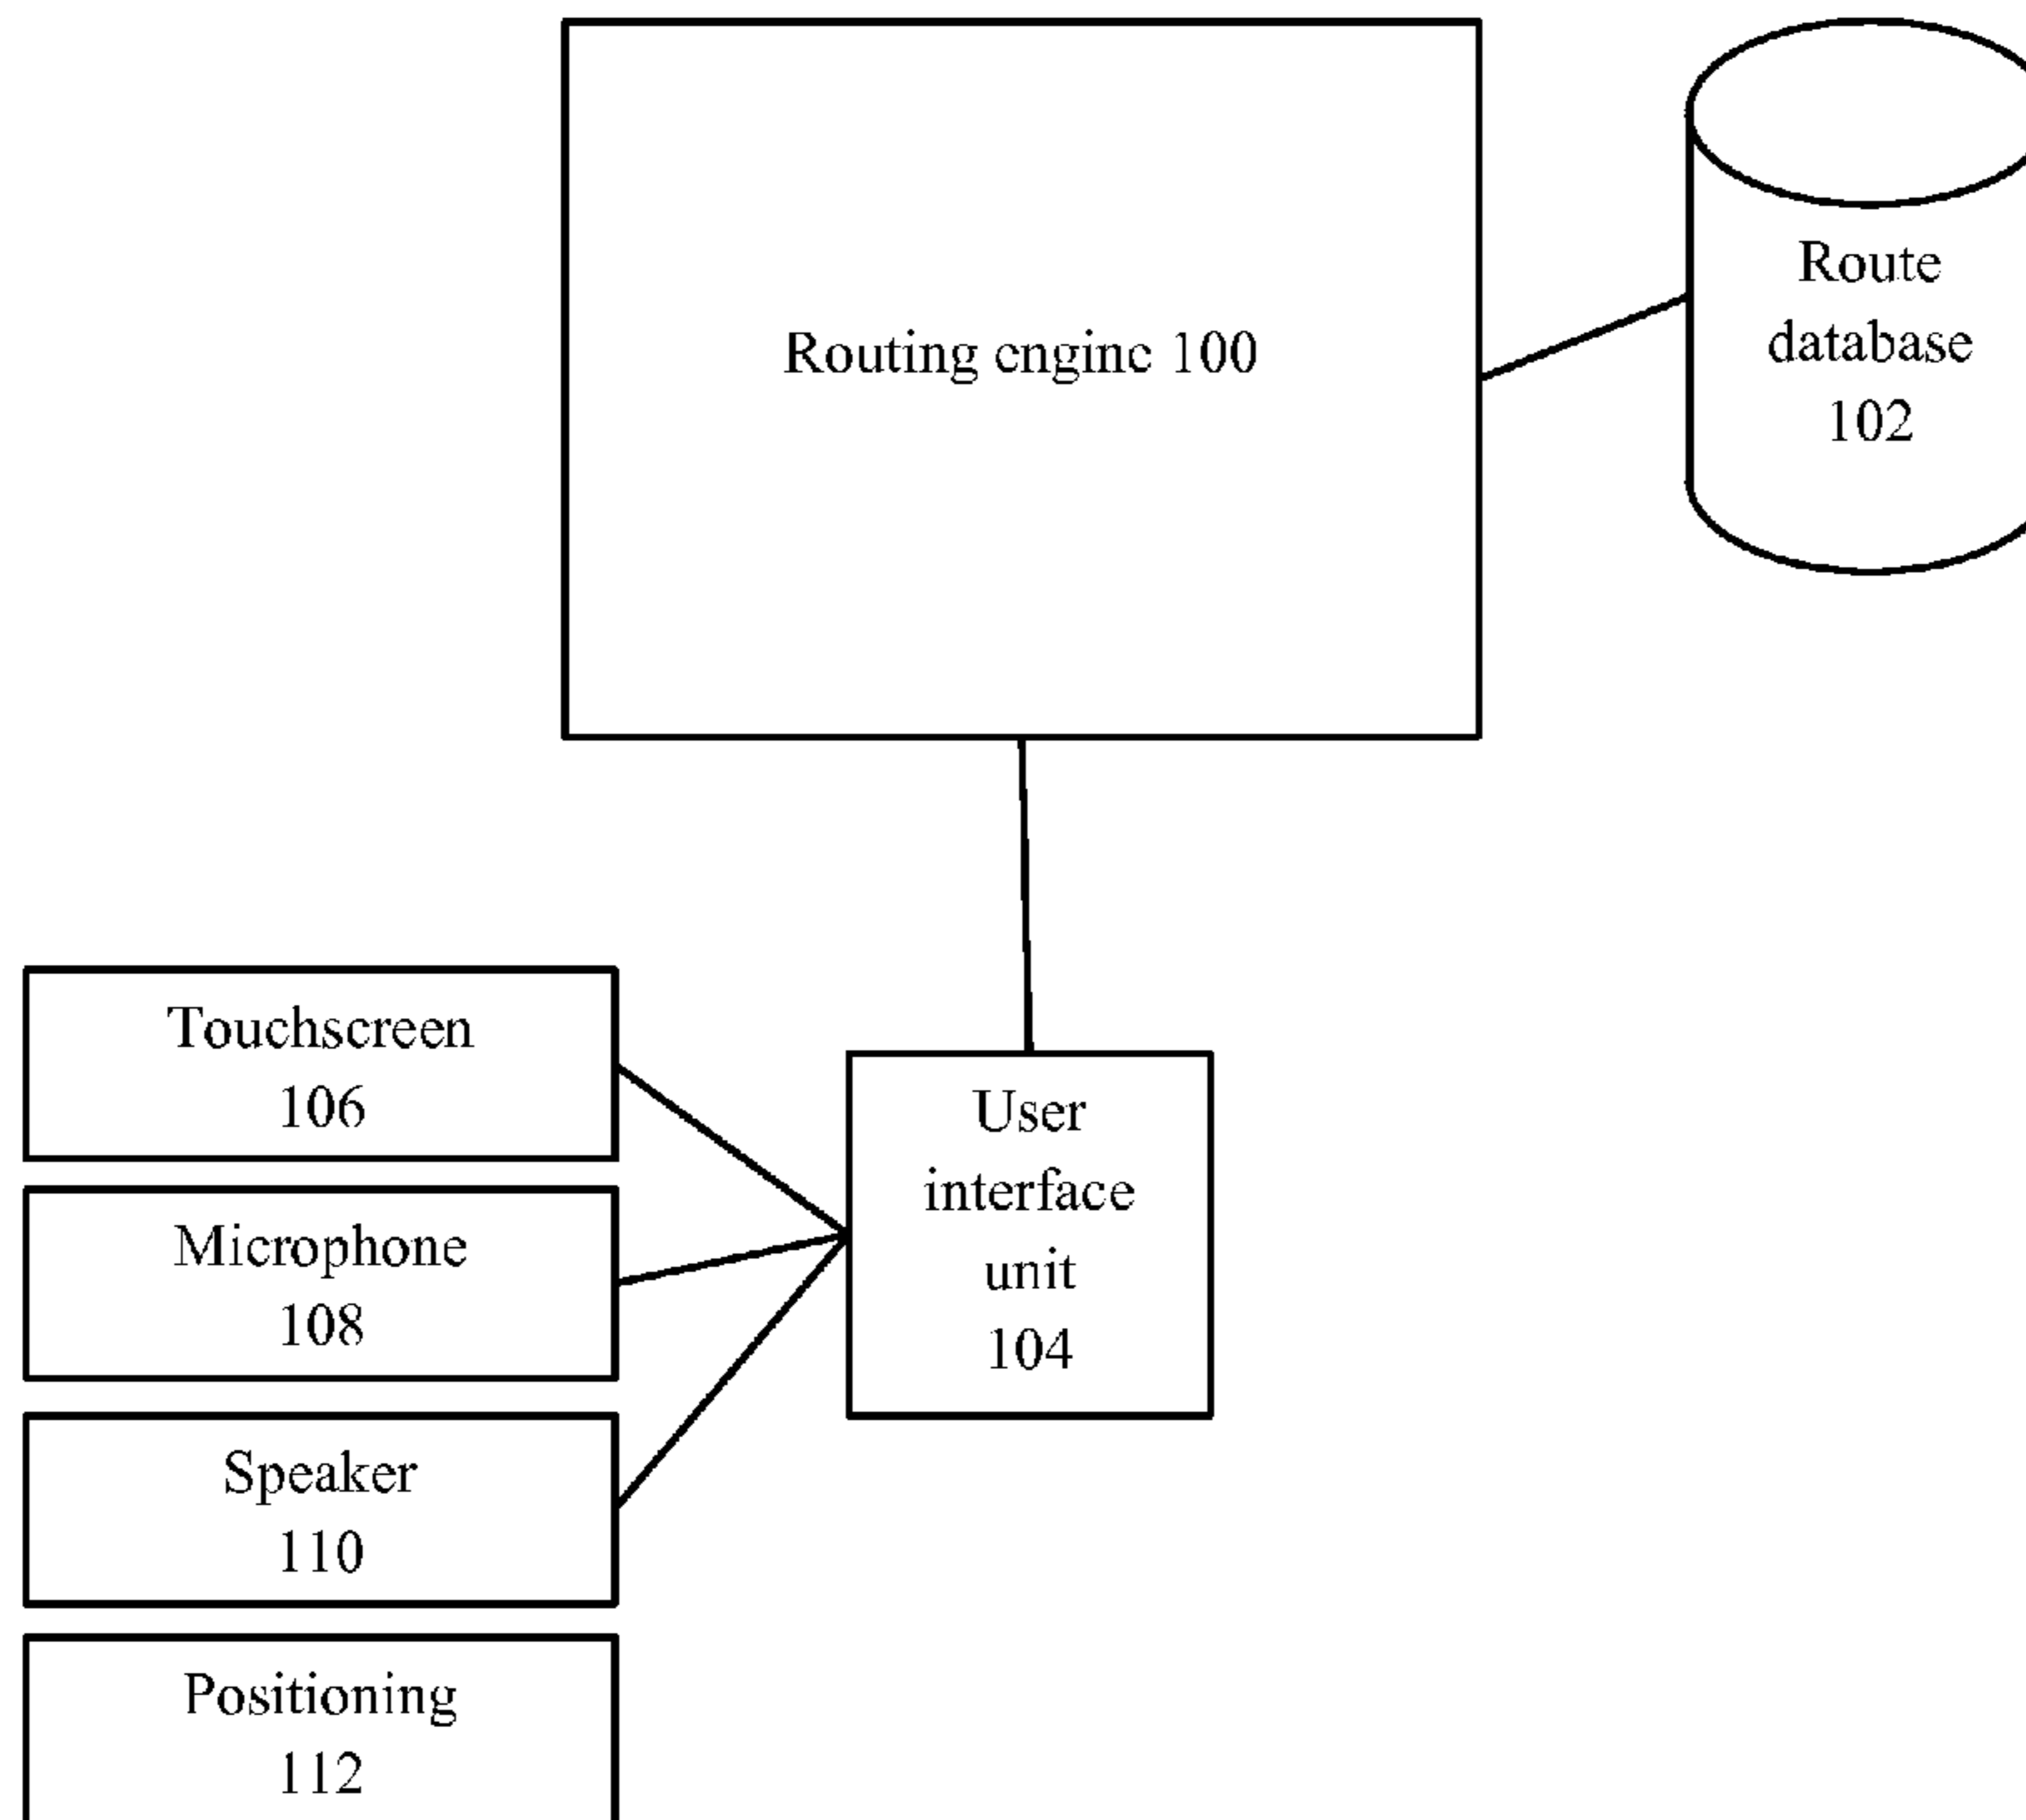 Routing engine 100
Route
database
102
Touchscreen
106
Microphone
108
Speaker
110
Positioning
112
User
interface
unit
104